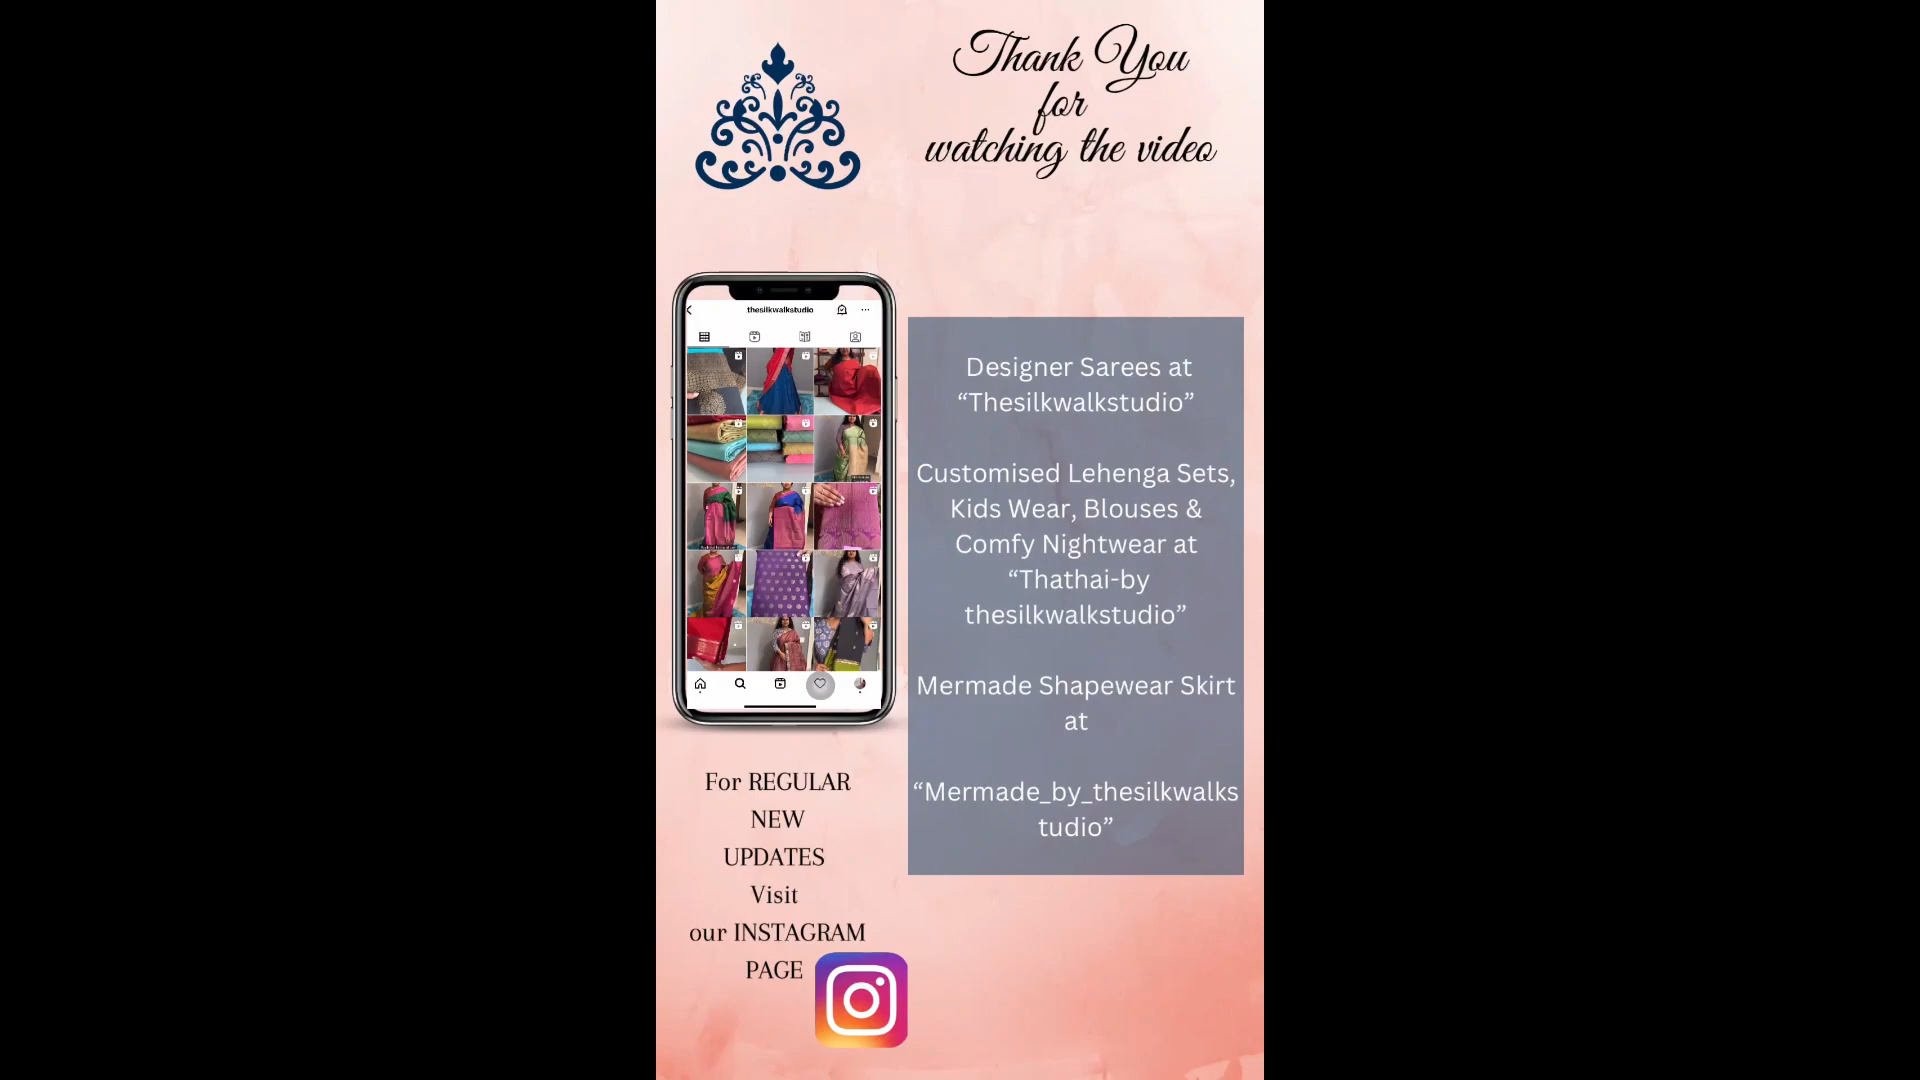 Thank You
for
watching the video
thesilkwalkstudio
Designer Sarees at
“Thesilkwalkstudio”
Customised Lehenga Sets,
Kids Wear, Blouses &
Comfy Nightwear at
“Thathai-by
thesilkwalkstudio”
Mermade Shapewear Skirt
at
“Mermade_by_thesilkwalks
tudio”
For REGULAR
NEW
UPDATES
Visit
our INSTAGRAM
PAGE